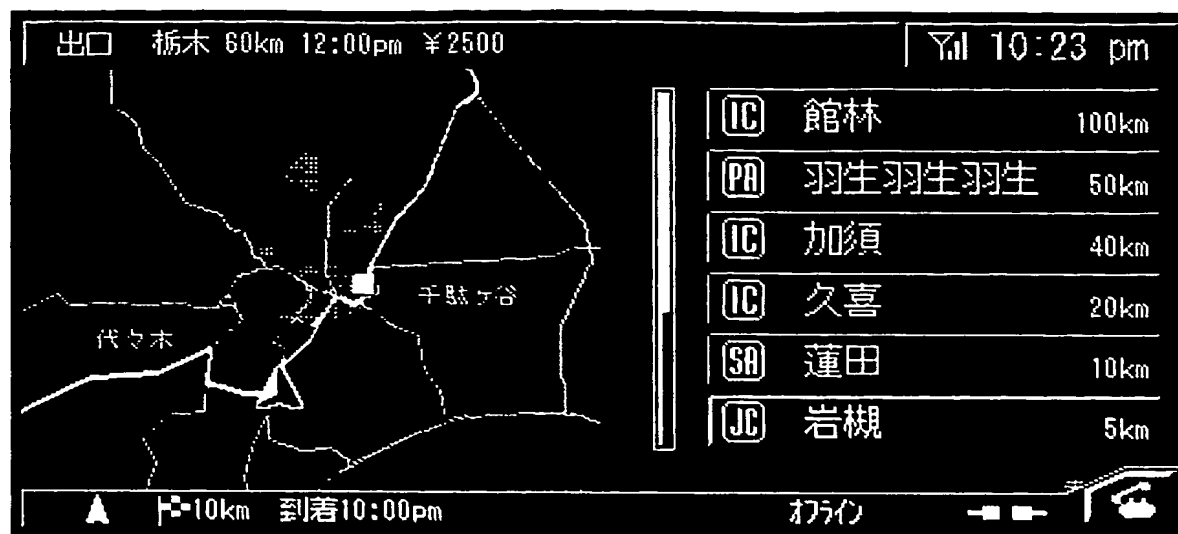 出口 栃木 60km 12:00pm ¥2500
10:23 pm
IC 館林 100km
PA 羽生羽生羽生 50km
IC 加須 40km
IC 久喜 20km
SA 蓮田 10km
JC 岩槻 5km
千駄ヶ谷
代々木
10km 到着10:00pm
オフライン